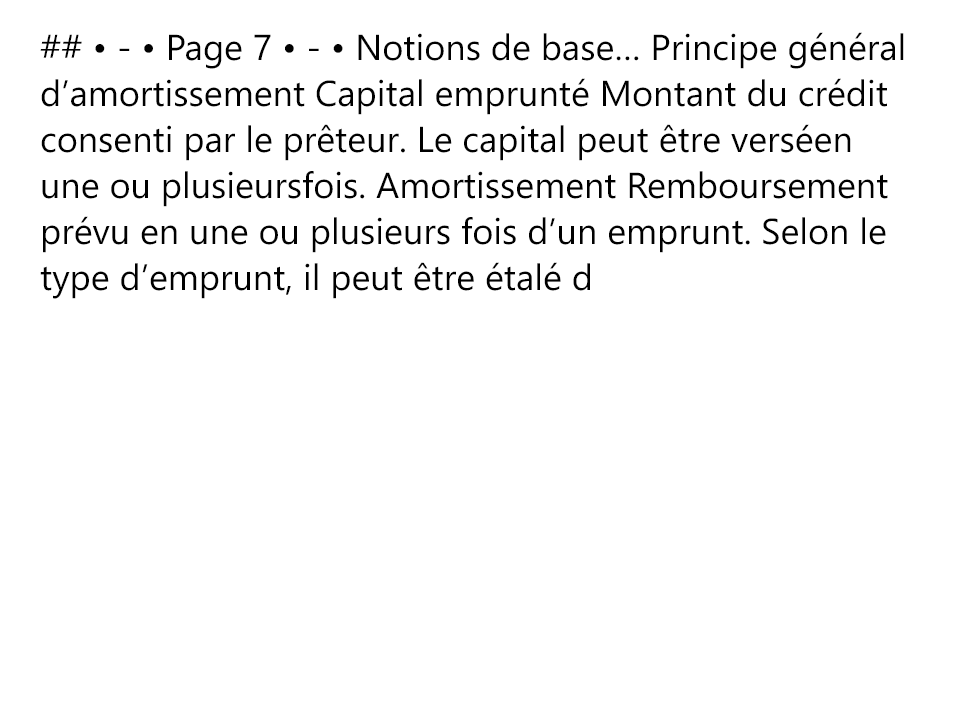 ## • - • Page 7 • - • Notions de base... Principe général
d’amortissement Capital emprunté Montant du crédit
consenti par le prêteur. Le capital peut être verséen
une ou plusieursfois. Amortissement Remboursement
prévu en une ou plusieurs fois d’un emprunt. Selon le
type d’emprunt, il peut être étalé d